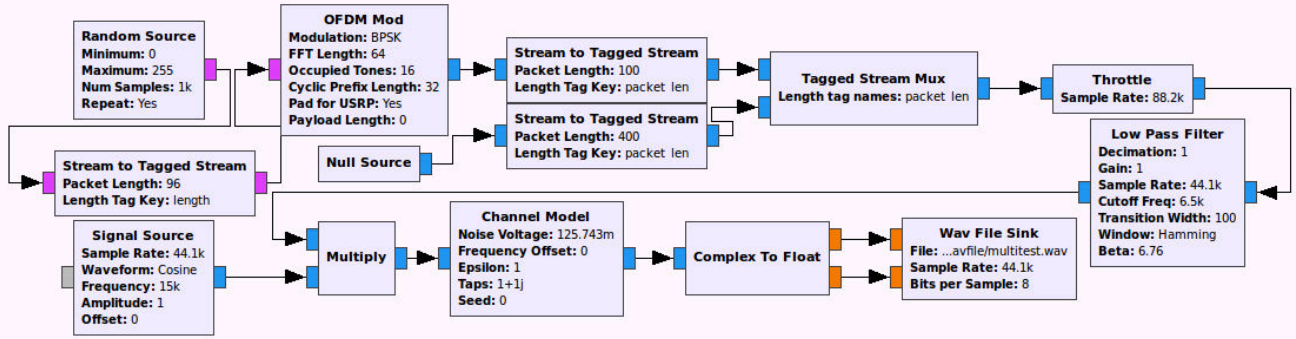 Random Source
Minimum: 0
Maximum: 255
Num Samples: 1k
Repeat: Yes
OFDM Mod
Modulation: BPSK
FFT Length: 64
Occupied Tones: 16
Cyclic Prefix Length: 32
Pad for USRP: Yes
Payload Length: 0
Stream to Tagged Stream
Packet Length: 100
Length Tag Key: packet_len
Stream to Tagged Stream
Packet Length: 400
Length Tag Key: packet_len
Tagged Stream Mux
Length tag names: packet_len
Throttle
Sample Rate: 88.2k
Null Source
Stream to Tagged Stream
Packet Length: 96
Length Tag Key: length
Low Pass Filter
Decimation: 1
Gain: 1
Sample Rate: 44.1k
Cutoff Freq: 6.5k
Transition Width: 100
Window: Hamming
Beta: 6.76
Signal Source
Sample Rate: 44.1k
Waveform: Cosine
Frequency: 15k
Amplitude: 1
Offset: 0
Multiply
Channel Model
Noise Voltage: 125.743m
Frequency Offset: 0
Epsilon: 1
Taps: 1+1j
Seed: 0
Complex To Float
Wav File Sink
File: ...avfile/multitest.wav
Sample Rate: 44.1k
Bits per Sample: 8